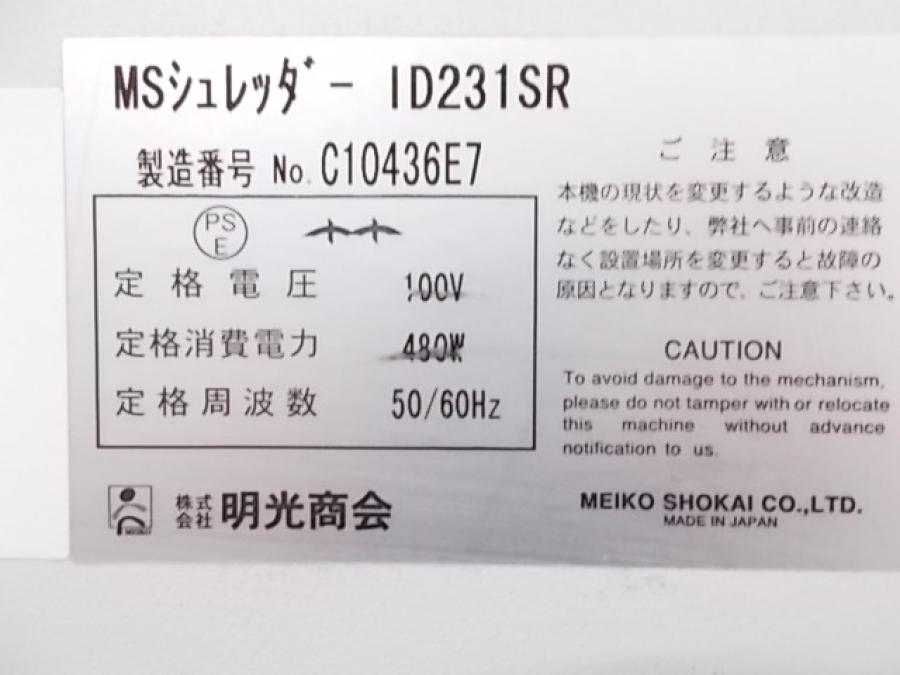 MSｼｭﾚｯﾀﾞｰ ID231SR
製造番号 No.C10436E7
PS
E
定格電圧 100V
定格消費電力 480W
定格周波数 50/60Hz
株式
会社 明光商会
ご注意
本機の現状を変更するような改造
などをしたり、弊社へ事前の連絡
なく設置場所を変更すると故障の
原因となりますので、ご注意下さい。
CAUTION
To avoid damage to the mechanism,
please do not tamper with or relocate
this machine without advance
notification to us.
MEIKO SHOKAI CO.,LTD.
MADE IN JAPAN